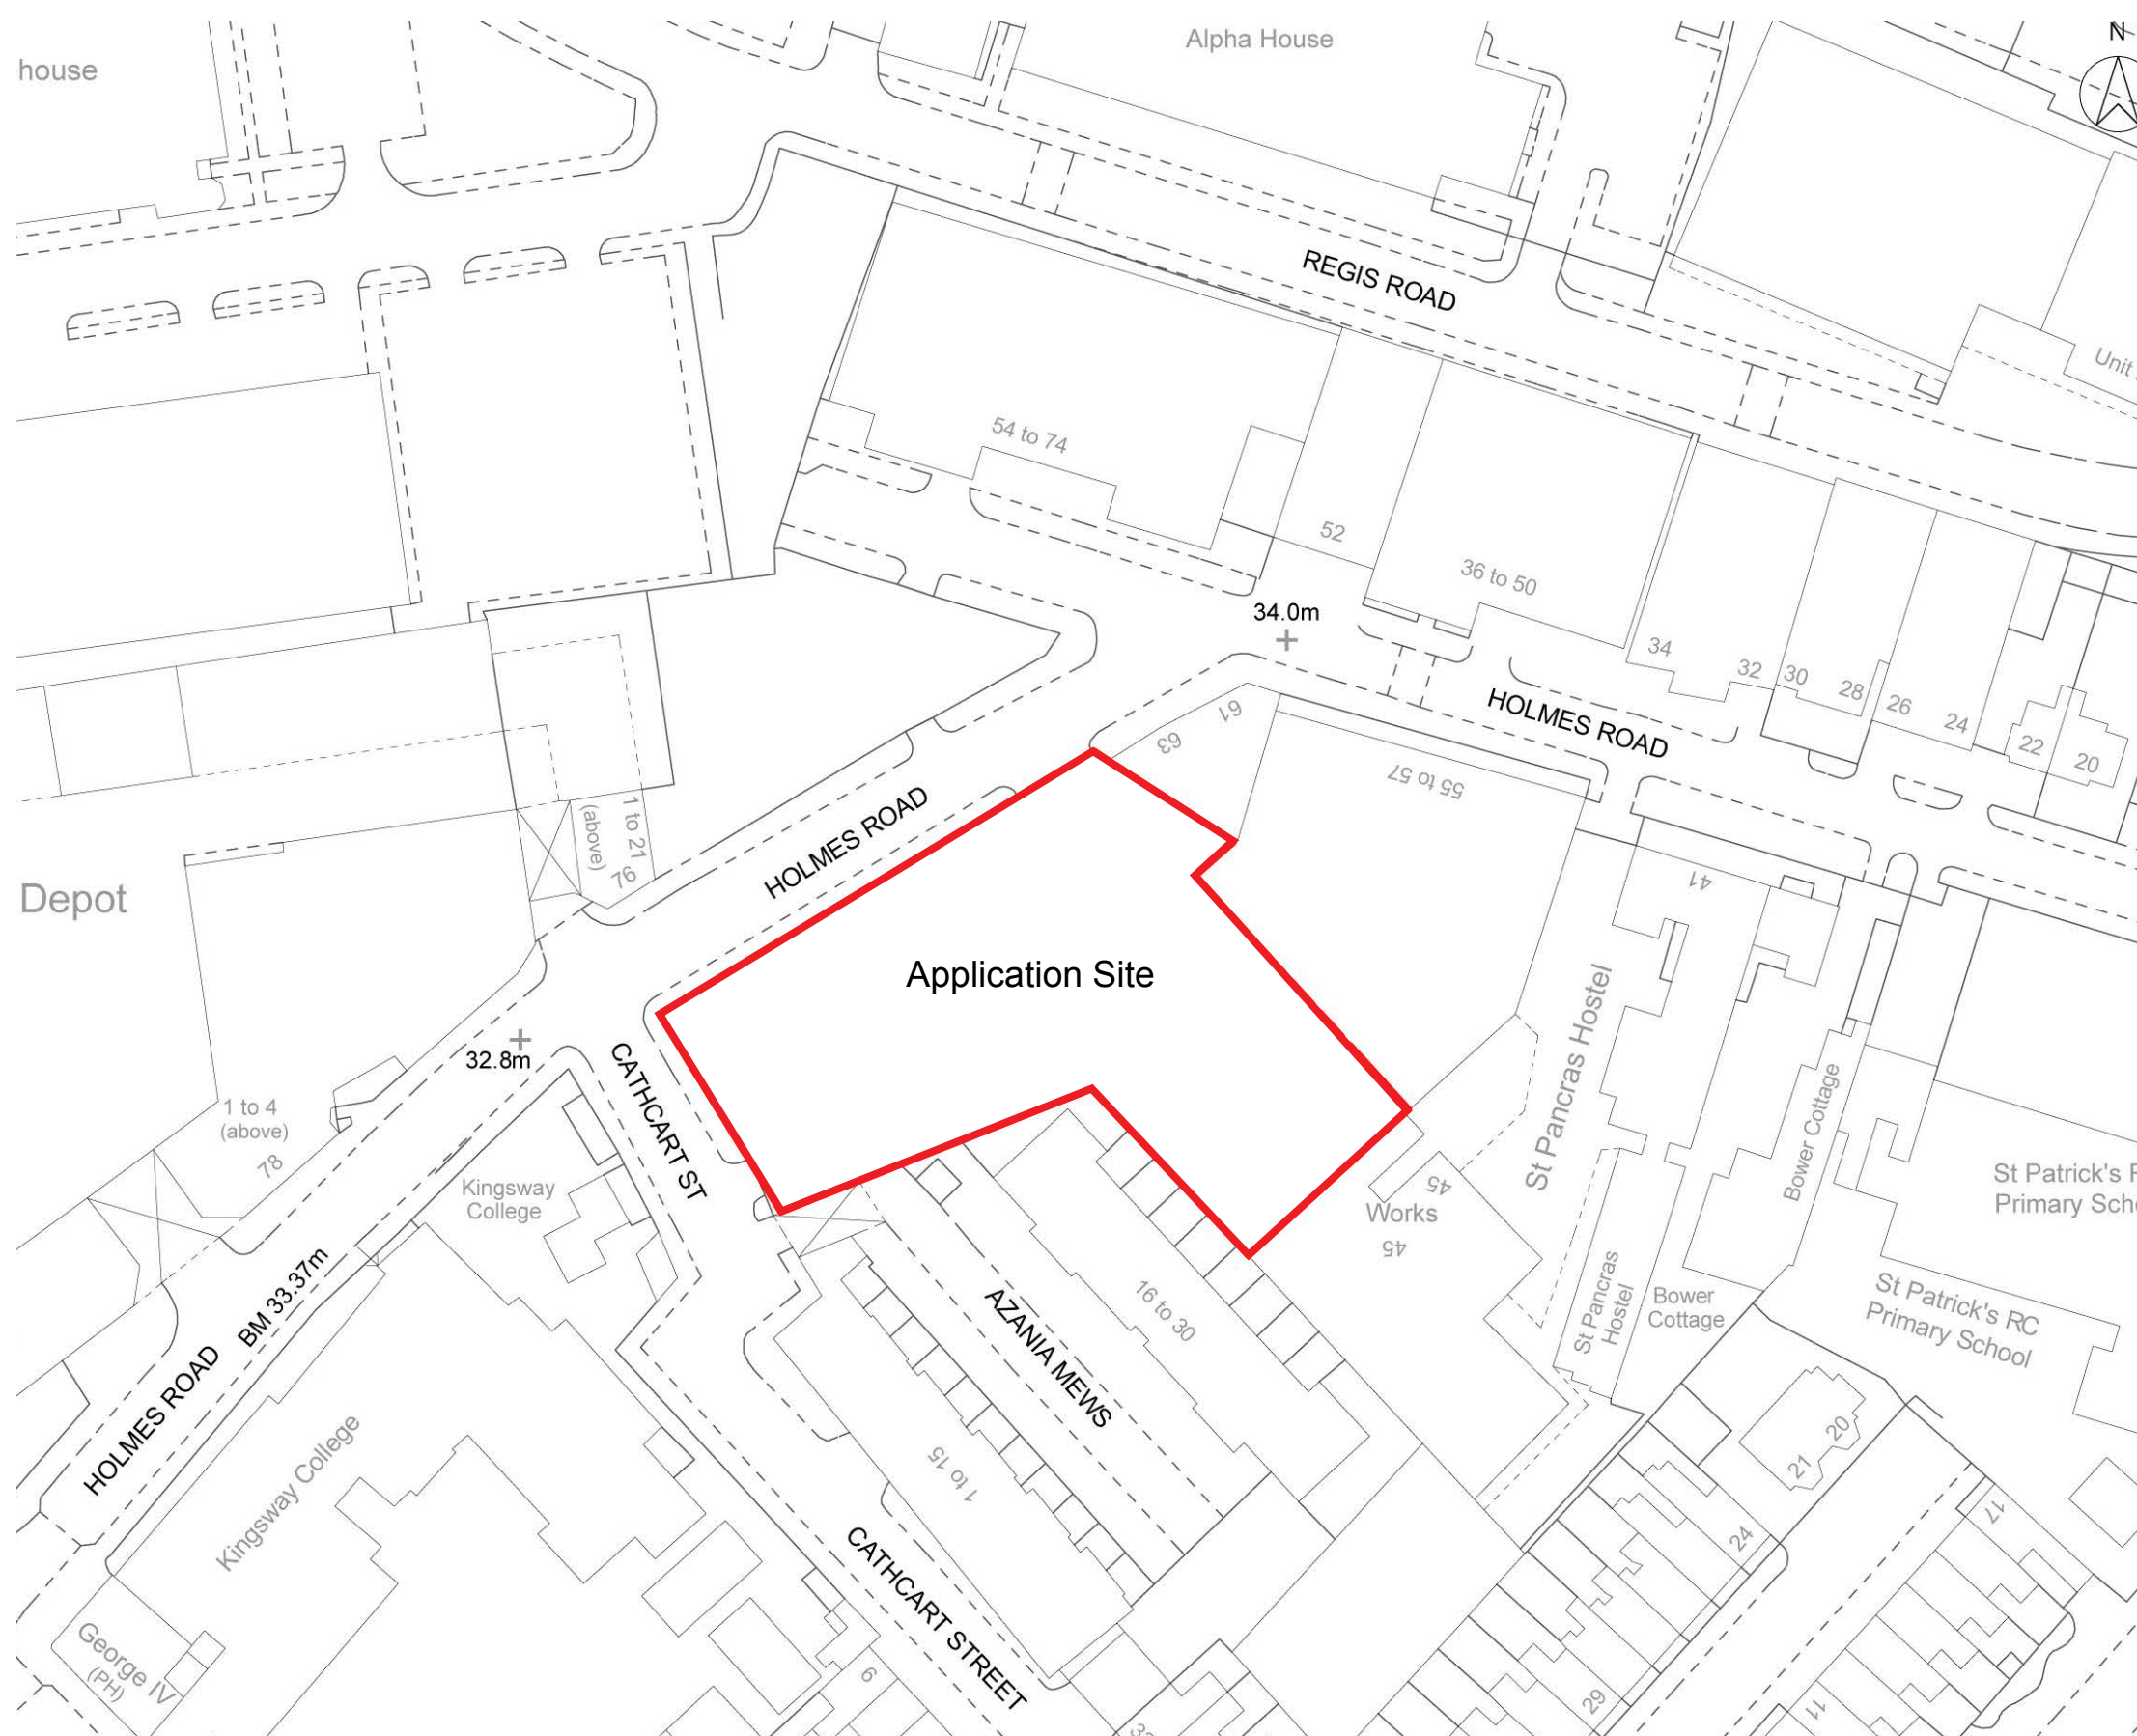 Alpha House
N
house
REGIS ROAD
Unit
54 to 74
52
36 to 50
34.0m
34
32
30
28
26
24
22
20
HOLMES ROAD
61
63
55 to 57
HOLMES ROAD
1 to 21
(above)
76
41
Depot
Application Site
32.8m
CATHCART ST
St Pancras Hostel
Bower Cottage
1 to 4
(above)
78
Kingsway
College
45
Works
45
St Patrick's R
Primary Scho
BM 33.37m
HOLMES ROAD
AZANIA MEWS
16 to 30
St Pancras
Hostel
Bower
Cottage
St Patrick's RC
Primary School
Kingsway College
1 to 15
20
21
24
17
CATHCART STREET
George IV
(PH)
6
29
11